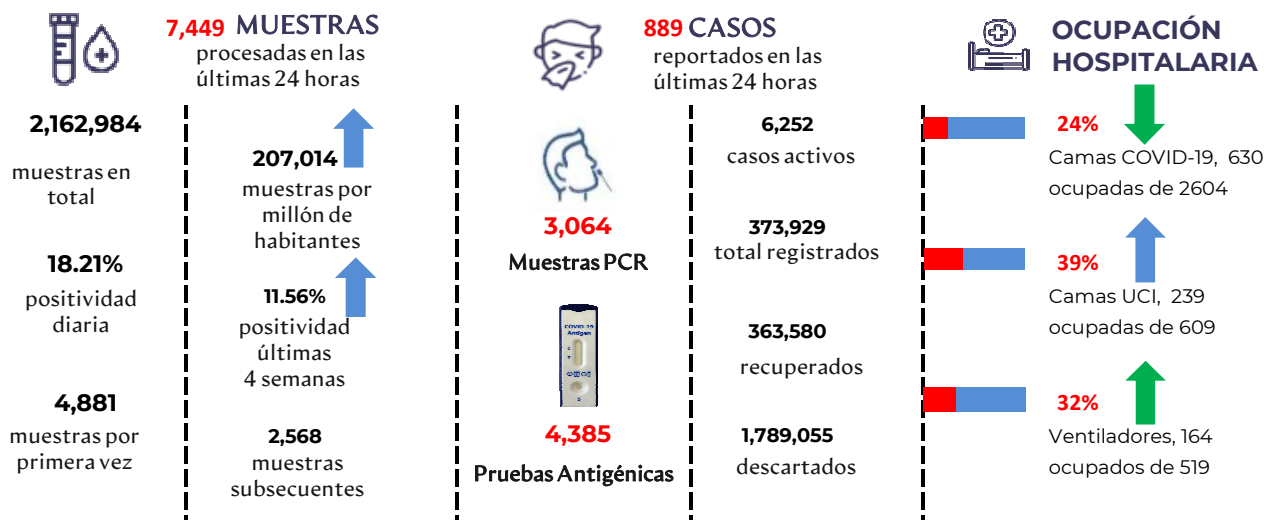 7,449 MUESTRAS
procesadas en las
últimas 24 horas
2,162,984
muestras en
total
18.21%
positividad
diaria
4,881
muestras por
primera vez
207,014
muestras por
millón de
habitantes
11.56%
positividad
últimas
4 semanas
2,568
muestras
subsecuentes
889 CASOS
reportados en las
últimas 24 horas
3,064
Muestras PCR
COVID-19
Antigen
C
T
S
4,385
Pruebas Antigénicas
6,252
casos activos
373,929
total registrados
363,580
recuperados
1,789,055
descartados
OCUPACIÓN
HOSPITALARIA
24%
Camas COVID-19, 630
ocupadas de 2604
39%
Camas UCI, 239
ocupadas de 609
32%
Ventiladores, 164
ocupados de 519